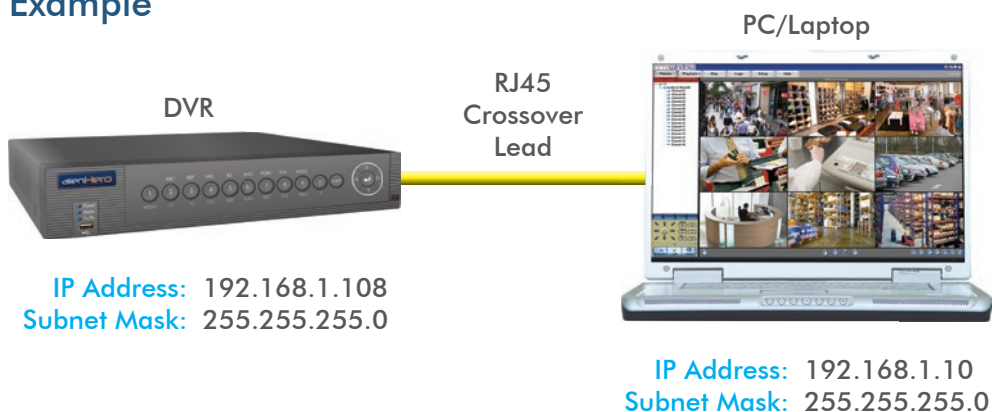 Example
PC/Laptop
RJ45
Crossover
Lead
DVR
alienHero
IP Address: 192.168.1.108
Subnet Mask: 255.255.255.0
IP Address: 192.168.1.10
Subnet Mask: 255.255.255.0